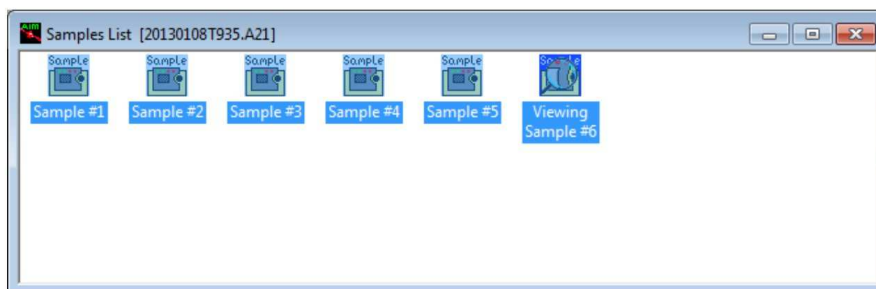 AIM
Samples List [20130108T935.A21]
Sample
Sample
Sample
Sample
Sample
Sample #1
Sample #2
Sample #3
Sample #4
Sample #5
Viewing
Sample #6